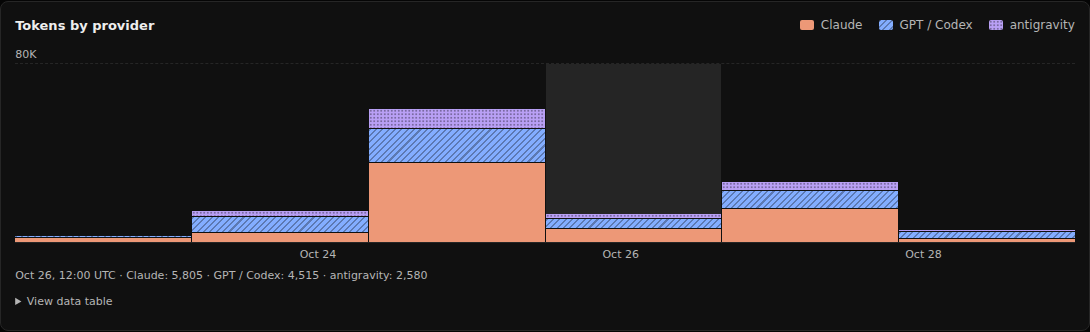 Tokens by provider
Claude GPT / Codex antigravity
80K
Oct 24 Oct 26 Oct 28
Oct 26, 12:00 UTC · Claude: 5,805 · GPT / Codex: 4,515 · antigravity: 2,580
View data table